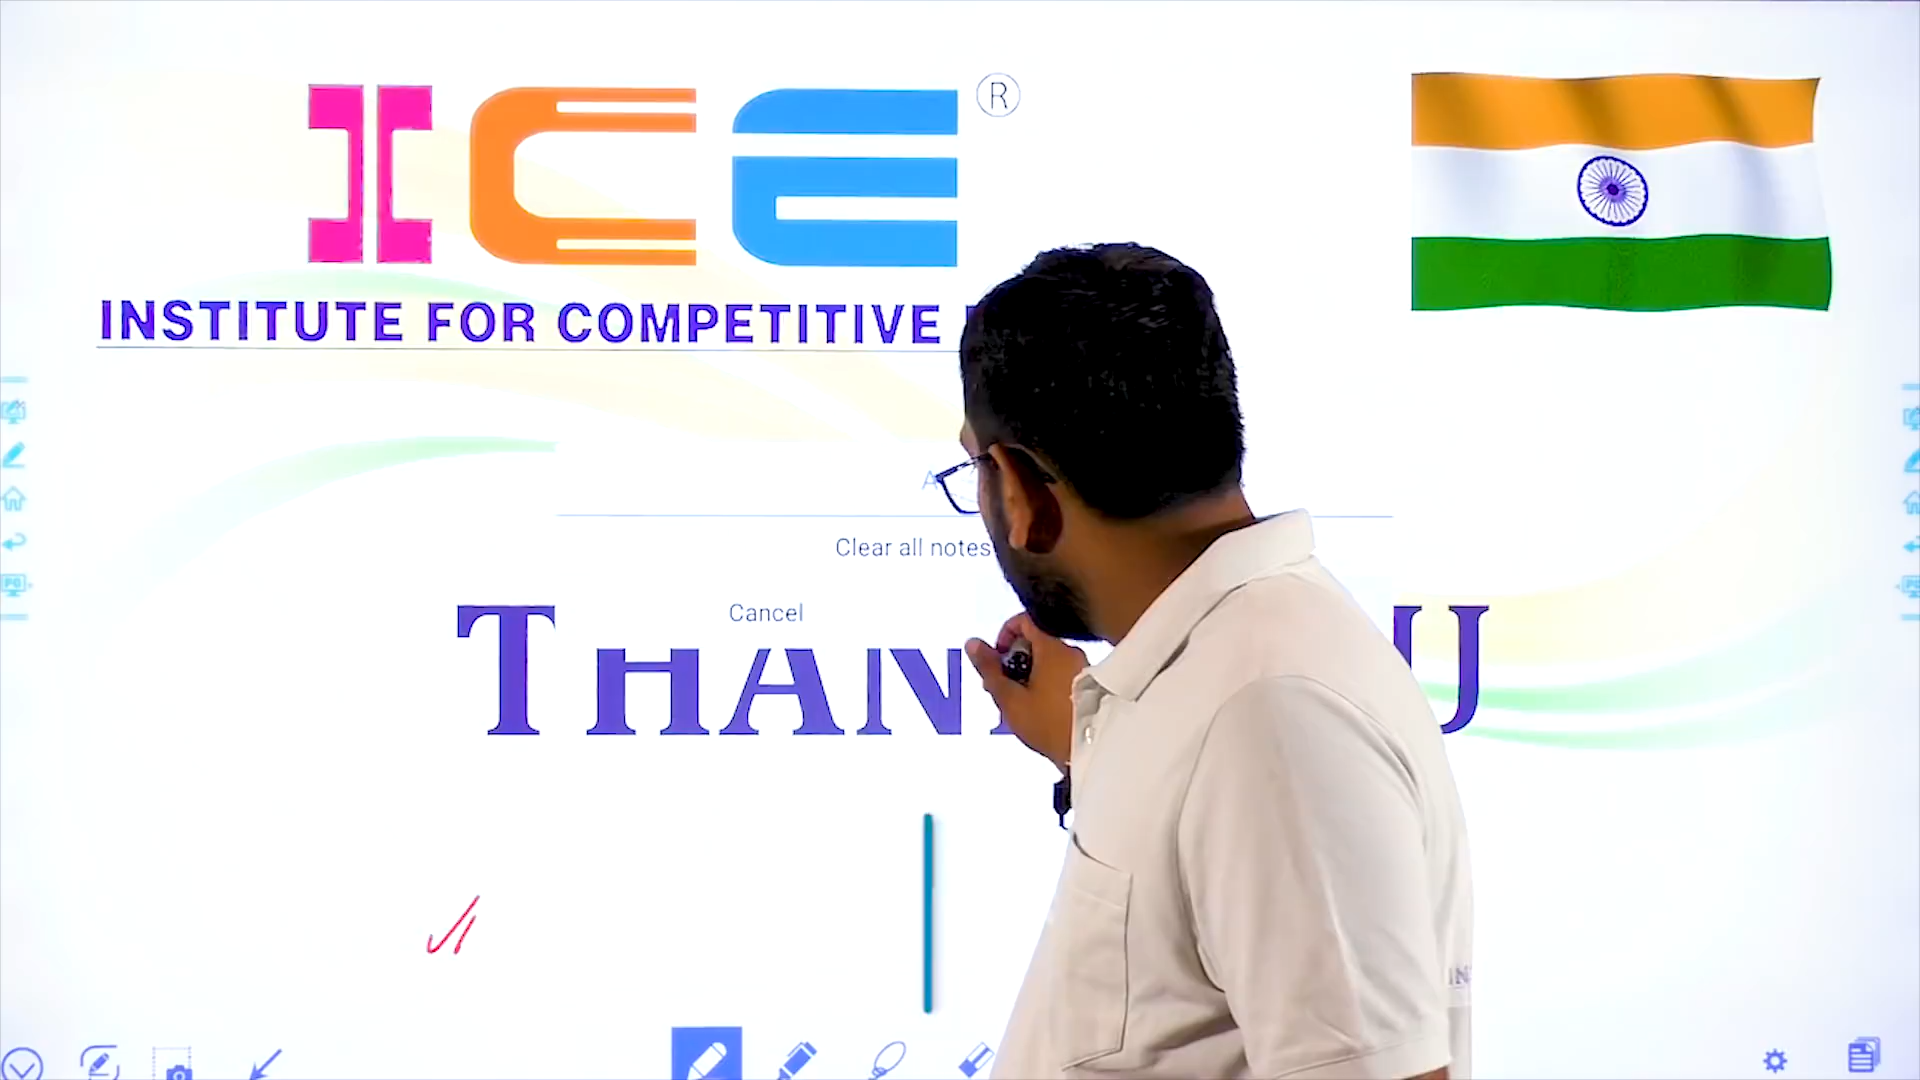 ICE ®
INSTITUTE FOR COMPETITIVE
Clear all notes
Cancel
THAN U